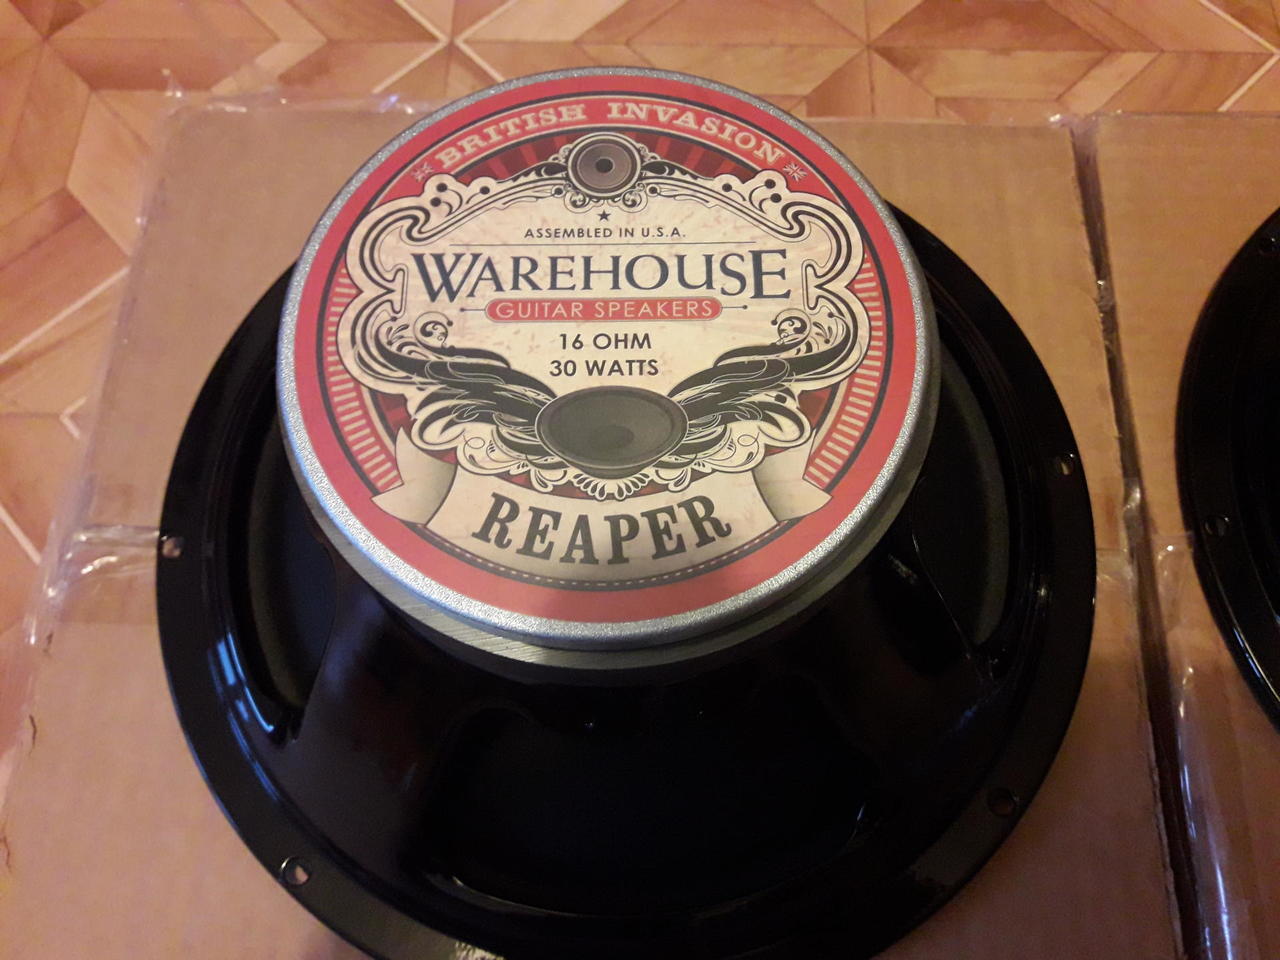 BRITISH INVASION
ASSEMBLED IN U.S.A.
WAREHOUSE
GUITAR SPEAKERS
16 OHM
30 WATTS
REAPER